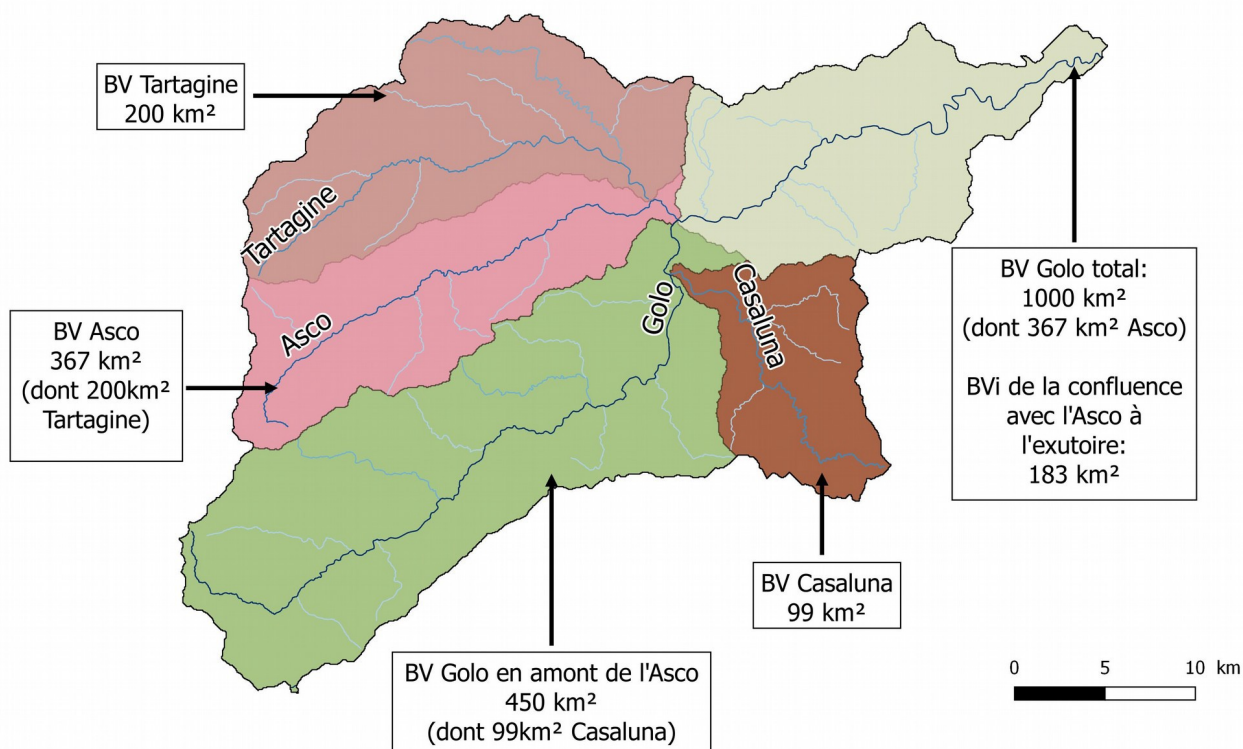 BV Tartagine
200 km²
Tartagine
Asco
Golo
Casaluna
BV Asco
367 km²
(dont 200km²
Tartagine)
BV Golo total:
1000 km²
(dont 367 km² Asco)
BVi de la confluence
avec l'Asco à
l'exutoire:
183 km²
BV Casaluna
99 km²
BV Golo en amont de l'Asco
450 km²
(dont 99km² Casaluna)
0 5 10 km